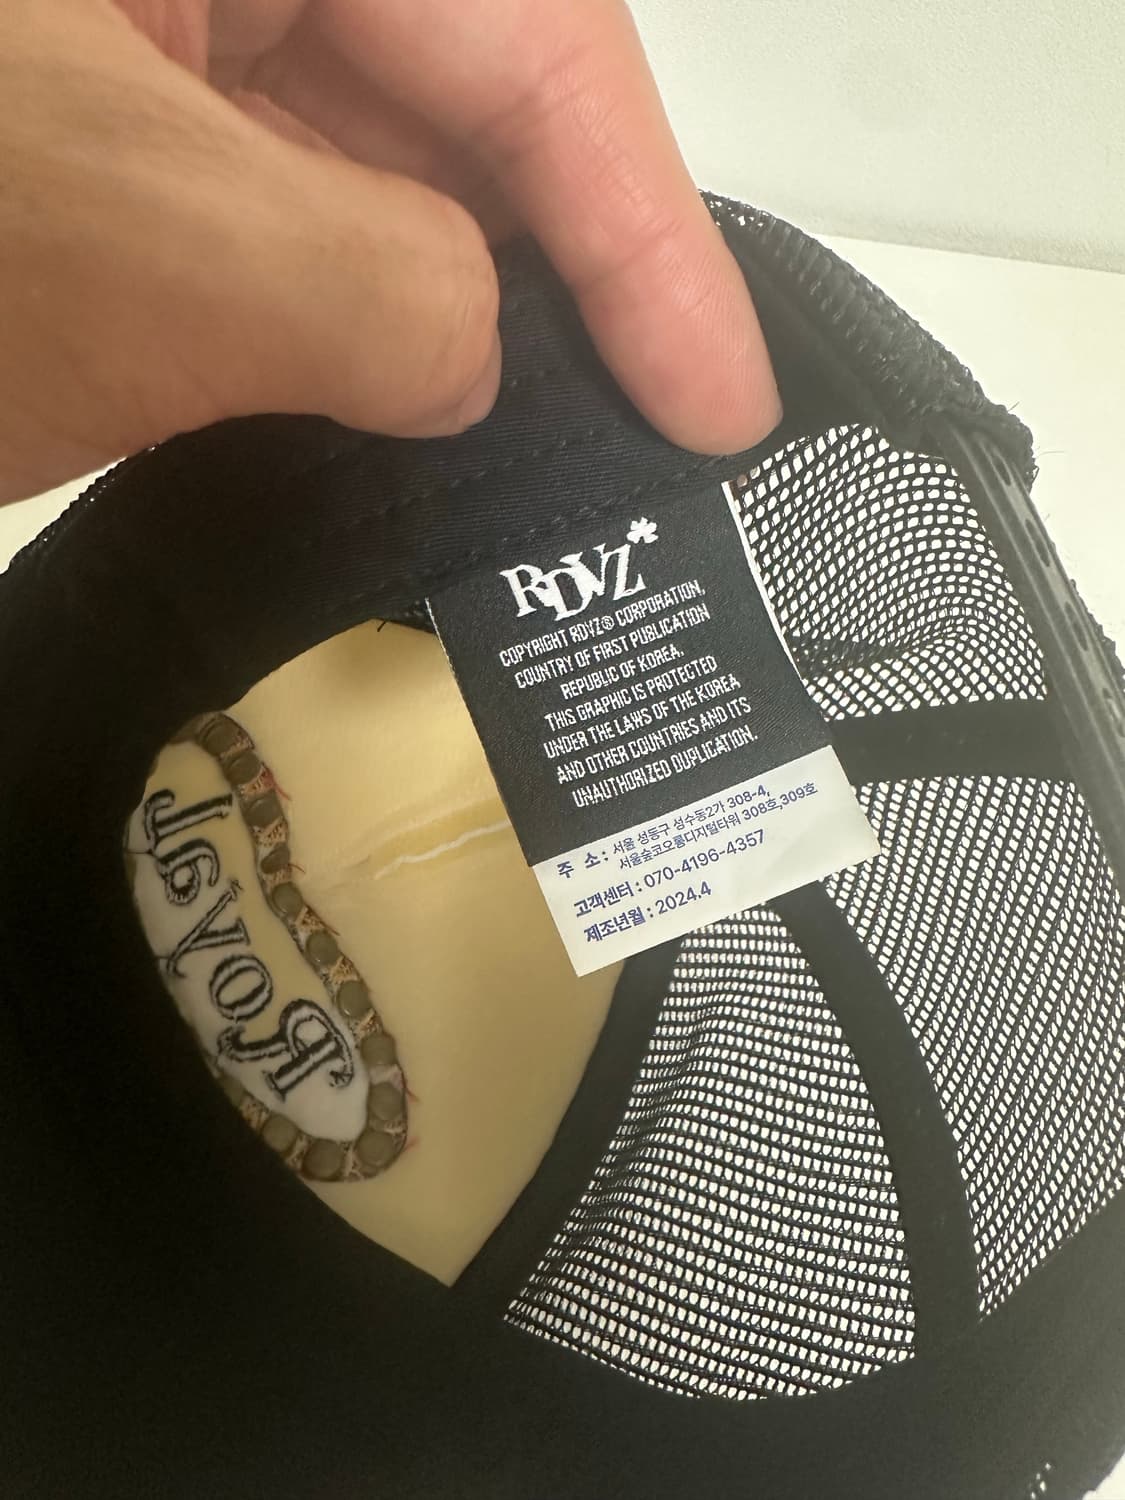 RDVZ
COPYRIGHT RDVZ® CORPORATION,
COUNTRY OF FIRST PUBLICATION
REPUBLIC OF KOREA.
THIS GRAPHIC IS PROTECTED
UNDER THE LAWS OF THE KOREA
AND OTHER COUNTRIES AND ITS
UNAUTHORIZED DUPLICATION.
주 소 : 서울 성동구 성수동2가 308-4,
서울숲코오롱디지털타워 308호,309호
고객센터 : 070-4196-4357
제조년월 : 2024.4